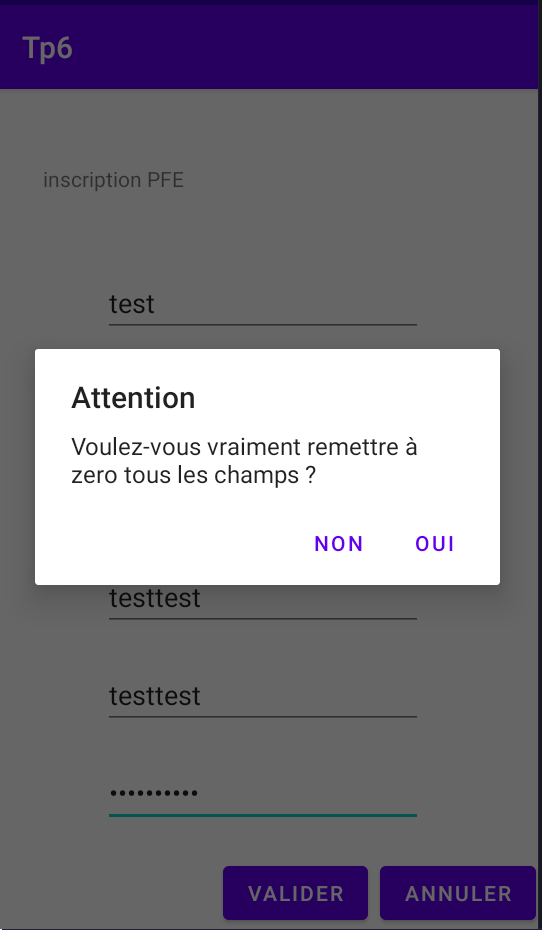 Tp6
inscription PFE
test
Attention
Voulez-vous vraiment remettre à
zero tous les champs ?
NON OUI
testtest
testtest
••••••••••
VALIDER ANNULER